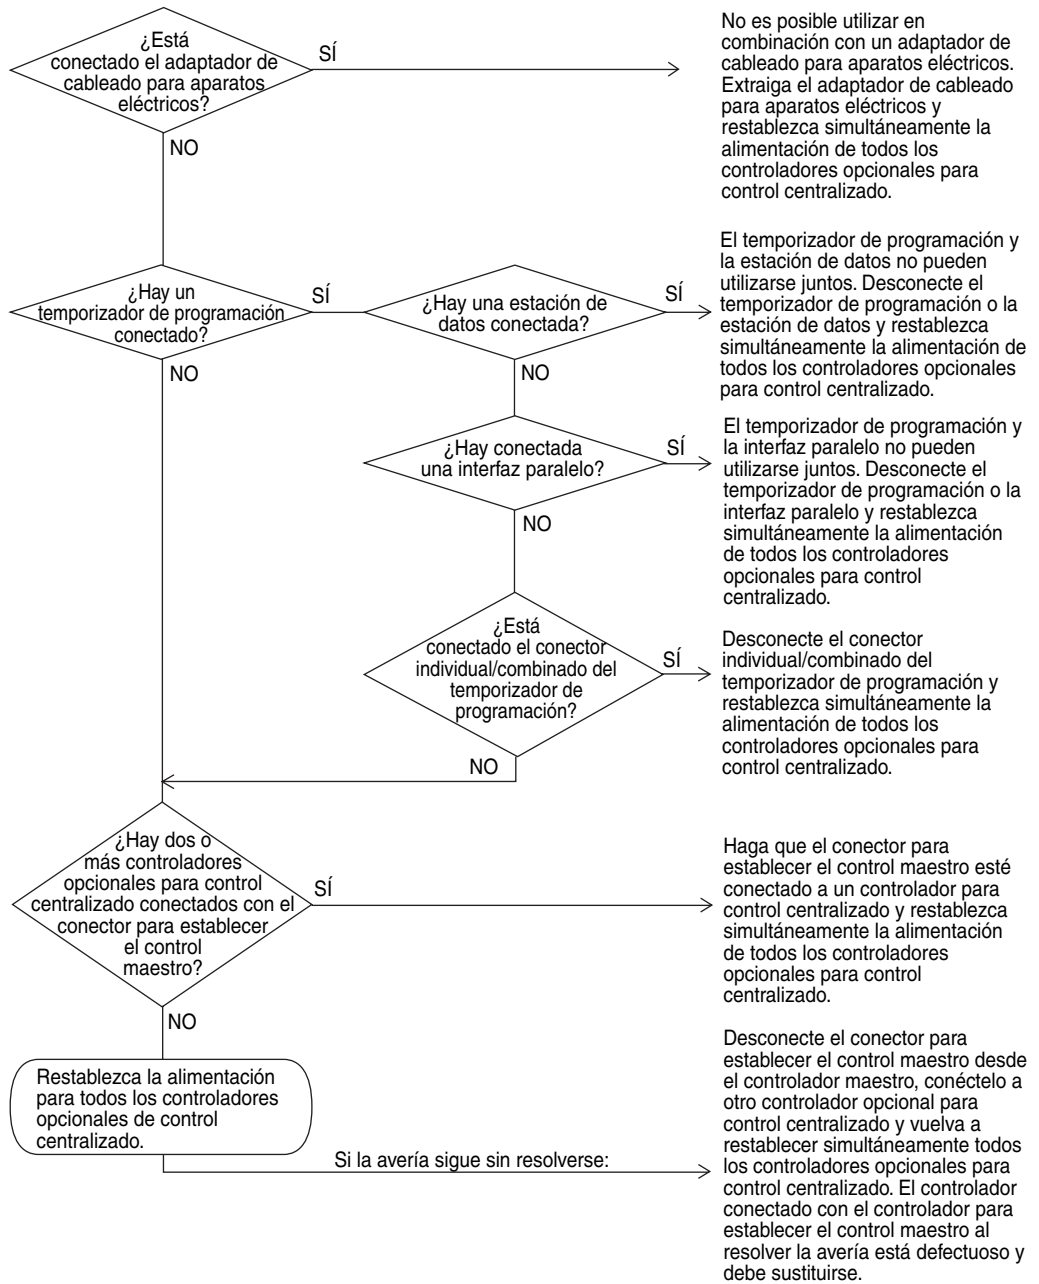 ¿Está
conectado el adaptador de
cableado para aparatos
eléctricos?
SÍ
No es posible utilizar en
combinación con un adaptador de
cableado para aparatos eléctricos.
Extraiga el adaptador de cableado
para aparatos eléctricos y
restablezca simultáneamente la
alimentación de todos los
controladores opcionales para
control centralizado.
NO
¿Hay un
temporizador de programación
conectado?
SÍ
¿Hay una estación de
datos conectada?
SÍ
El temporizador de programación y
la estación de datos no pueden
utilizarse juntos. Desconecte el
temporizador de programación o la
estación de datos y restablezca
simultáneamente la alimentación de
todos los controladores opcionales
para control centralizado.
NO
NO
¿Hay conectada
una interfaz paralelo?
SÍ
El temporizador de programación y
la interfaz paralelo no pueden
utilizarse juntos. Desconecte el
temporizador de programación o la
interfaz paralelo y restablezca
simultáneamente la alimentación
de todos los controladores
opcionales para control
centralizado.
NO
¿Está
conectado el conector
individual/combinado del
temporizador de
programación?
SÍ
Desconecte el conector
individual/combinado del
temporizador de programación y
restablezca simultáneamente la
alimentación de todos los
controladores opcionales para
control centralizado.
NO
¿Hay dos o
más controladores
opcionales para control
centralizado conectados con el
conector para establecer
el control
maestro?
SÍ
Haga que el conector para
establecer el control maestro esté
conectado a un controlador para
control centralizado y restablezca
simultáneamente la alimentación
de todos los controladores
opcionales para control
centralizado.
NO
Restablezca la alimentación
para todos los controladores
opcionales de control
centralizado.
Si la avería sigue sin resolverse:
Desconecte el conector para
establecer el control maestro desde
el controlador maestro, conéctelo a
otro controlador opcional para
control centralizado y vuelva a
restablecer simultáneamente todos
los controladores opcionales para
control centralizado. El controlador
conectado con el controlador para
establecer el control maestro al
resolver la avería está defectuoso y
debe sustituirse.